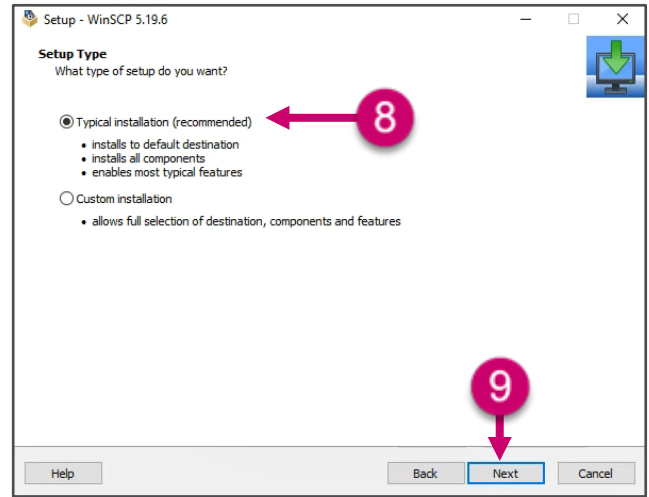 Setup - WinSCP 5.19.6
Setup Type
What type of setup do you want?
Typical installation (recommended)
8
• installs to default destination
• installs all components
• enables most typical features
Custom installation
• allows full selection of destination, components and features
9
Help
Back
Next
Cancel